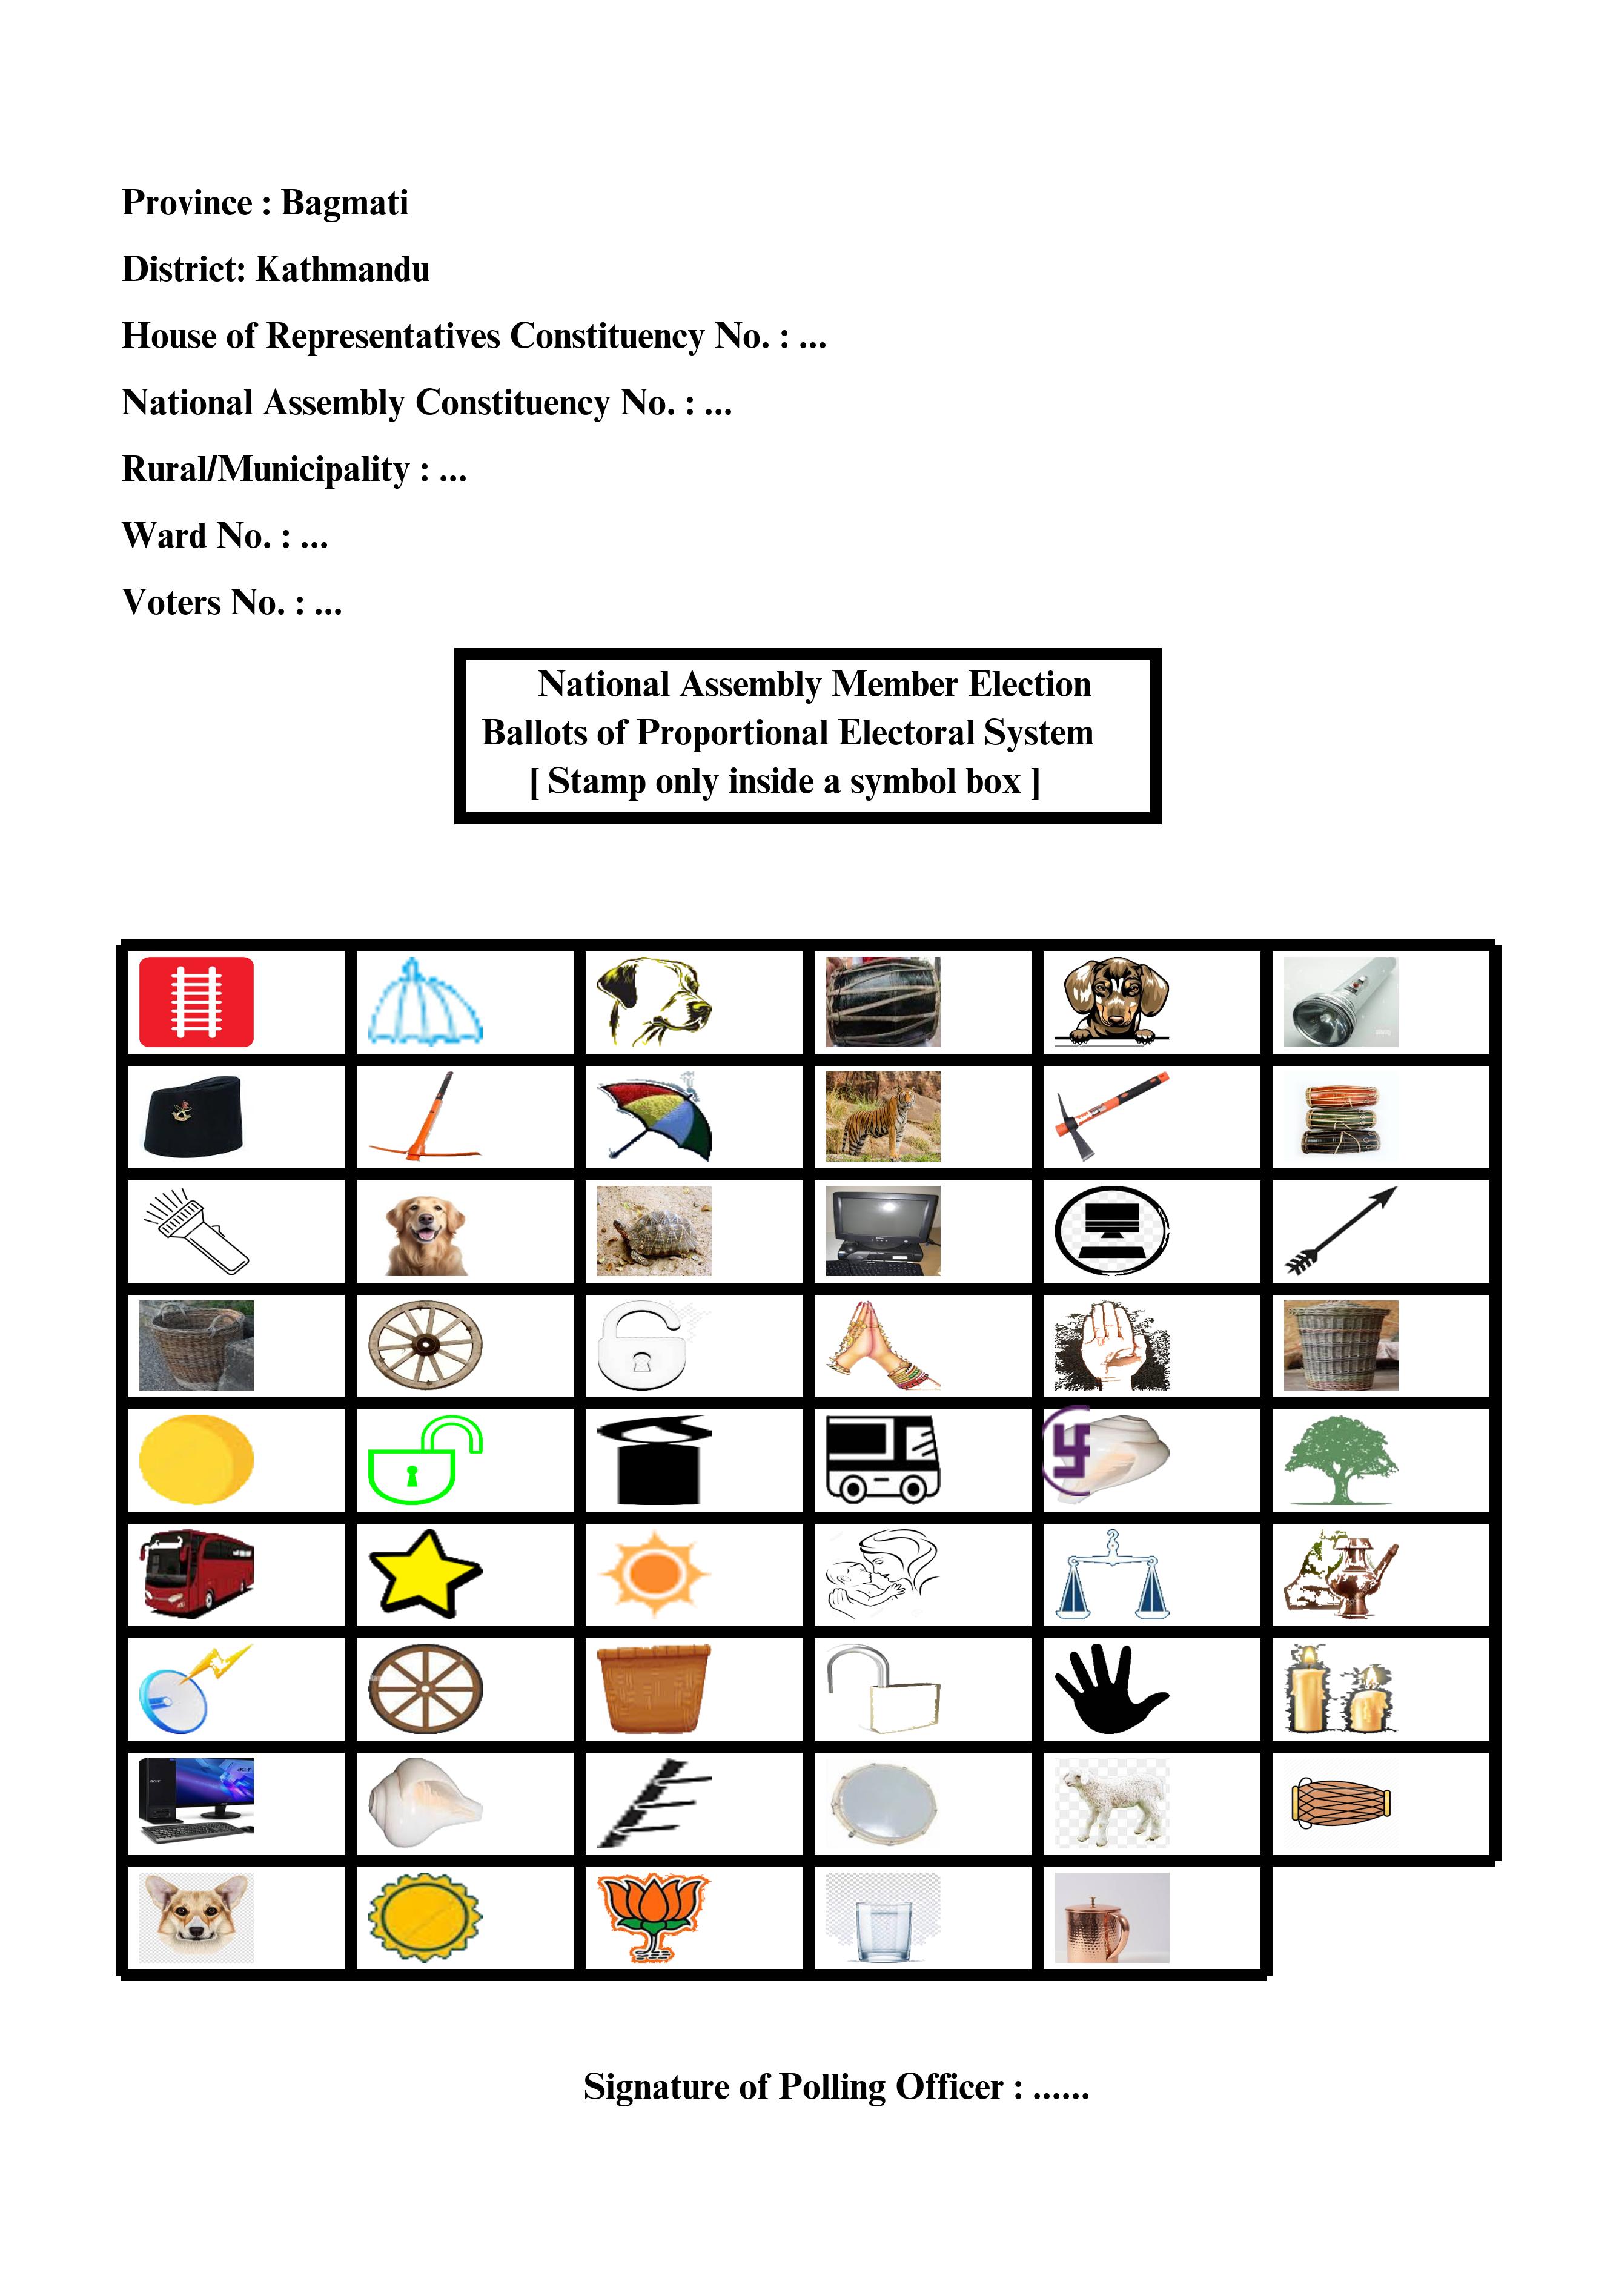 Province : Bagmati
District: Kathmandu
House of Representatives Constituency No. : ...
National Assembly Constituency No. : ...
Rural/Municipality : ...
Ward No. : ...
Voters No. : ...
National Assembly Member Election
Ballots of Proportional Electoral System
[ Stamp only inside a symbol box ]
Signature of Polling Officer : ......